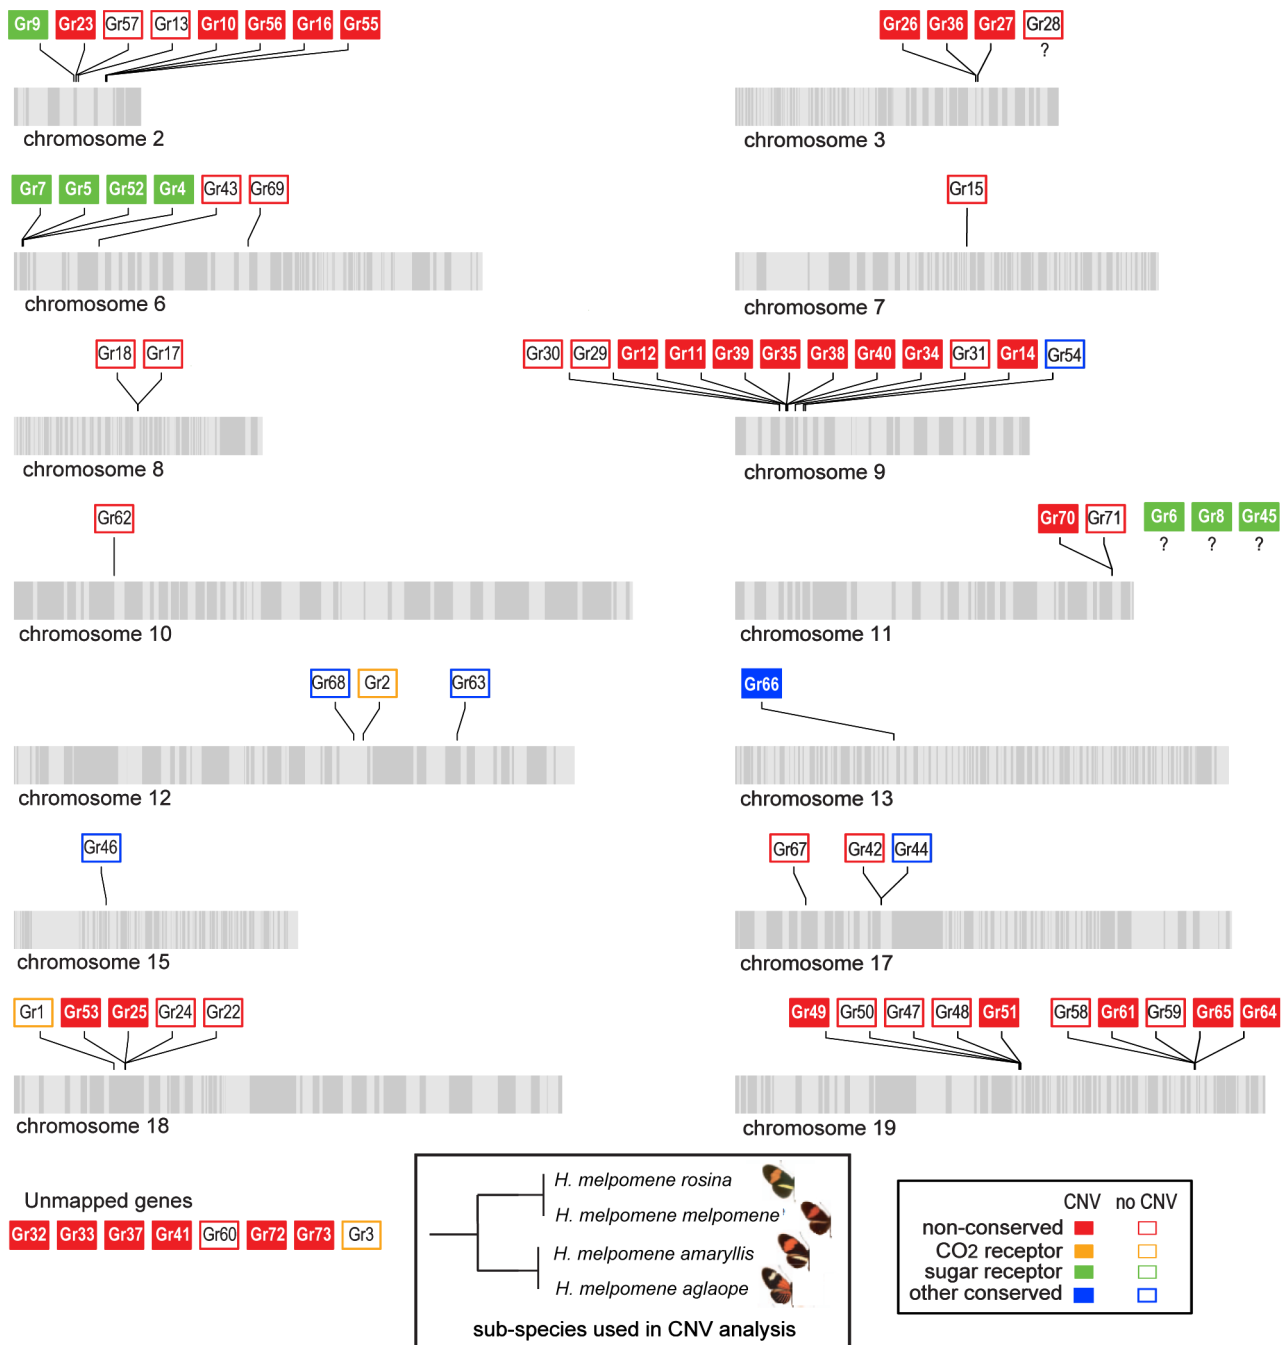 Gr9 Gr23 Gr57 Gr13 Gr10 Gr56 Gr16 Gr55
chromosome 2
Gr26 Gr36 Gr27 Gr28
?
chromosome 3
Gr7 Gr5 Gr52 Gr4 Gr43 Gr69
chromosome 6
Gr15
chromosome 7
Gr18 Gr17
chromosome 8
Gr30 Gr29 Gr12 Gr11 Gr39 Gr35 Gr38 Gr40 Gr34 Gr31 Gr14 Gr54
chromosome 9
Gr62
chromosome 10
Gr70 Gr71 Gr6 Gr8 Gr45
? ? ?
chromosome 11
Gr68 Gr2 Gr63
chromosome 12
Gr66
chromosome 13
Gr46
chromosome 15
Gr67 Gr42 Gr44
chromosome 17
Gr1 Gr53 Gr25 Gr24 Gr22
chromosome 18
Gr49 Gr50 Gr47 Gr48 Gr51 Gr58 Gr61 Gr59 Gr65 Gr64
chromosome 19
Unmapped genes
Gr32 Gr33 Gr37 Gr41 Gr60 Gr72 Gr73 Gr3
H. melpomene rosina
H. melpomene melpomene
H. melpomene amaryllis
H. melpomene aglaope
sub-species used in CNV analysis
CNV no CNV
non-conserved
CO2 receptor
sugar receptor
other conserved